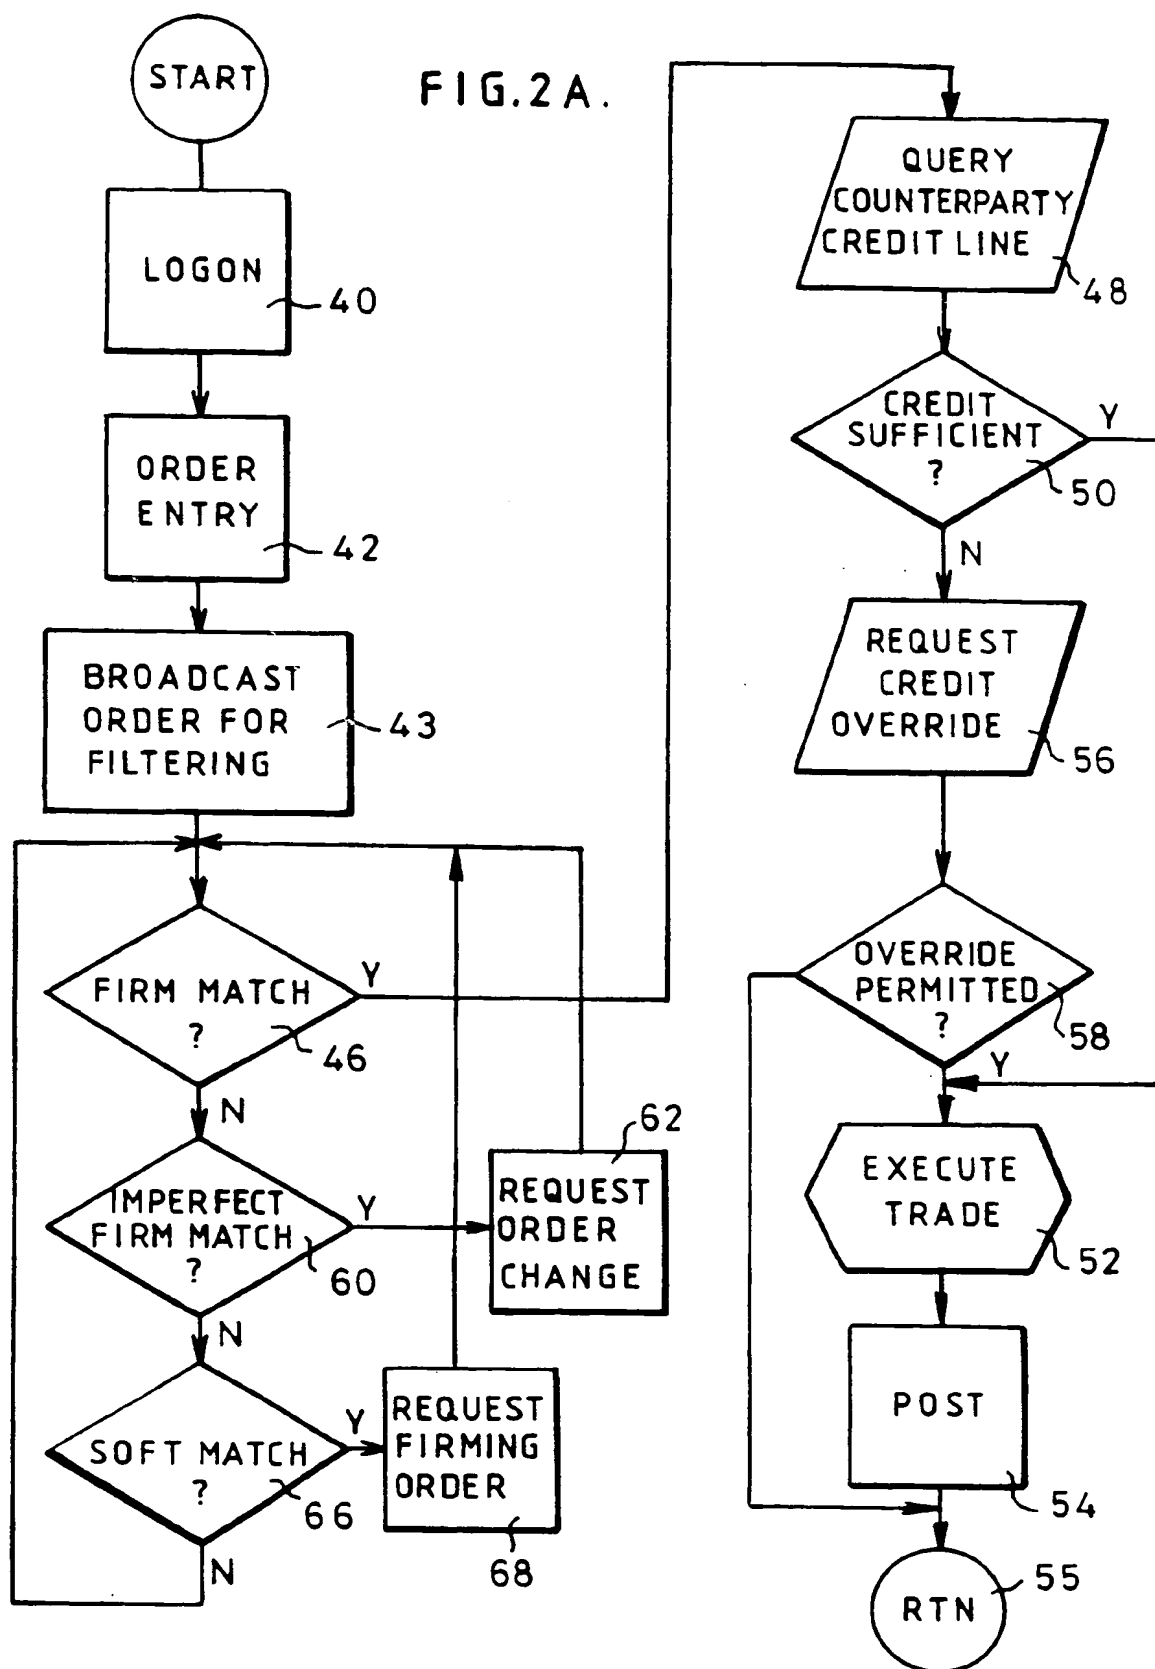 START
FIG.2A.
LOGON
40
ORDER
ENTRY
42
BROADCAST
ORDER FOR
FILTERING
43
FIRM MATCH
?
46
Y
N
IMPERFECT
FIRM MATCH
?
60
Y
N
62
REQUEST
ORDER
CHANGE
SOFT MATCH
?
66
Y
N
REQUEST
FIRMING
ORDER
68
QUERY
COUNTERPARTY
CREDIT LINE
48
CREDIT
SUFFICIENT
?
50
Y
N
REQUEST
CREDIT
OVERRIDE
56
OVERRIDE
PERMITTED
?
58
Y
EXECUTE
TRADE
52
POST
54
RTN
55